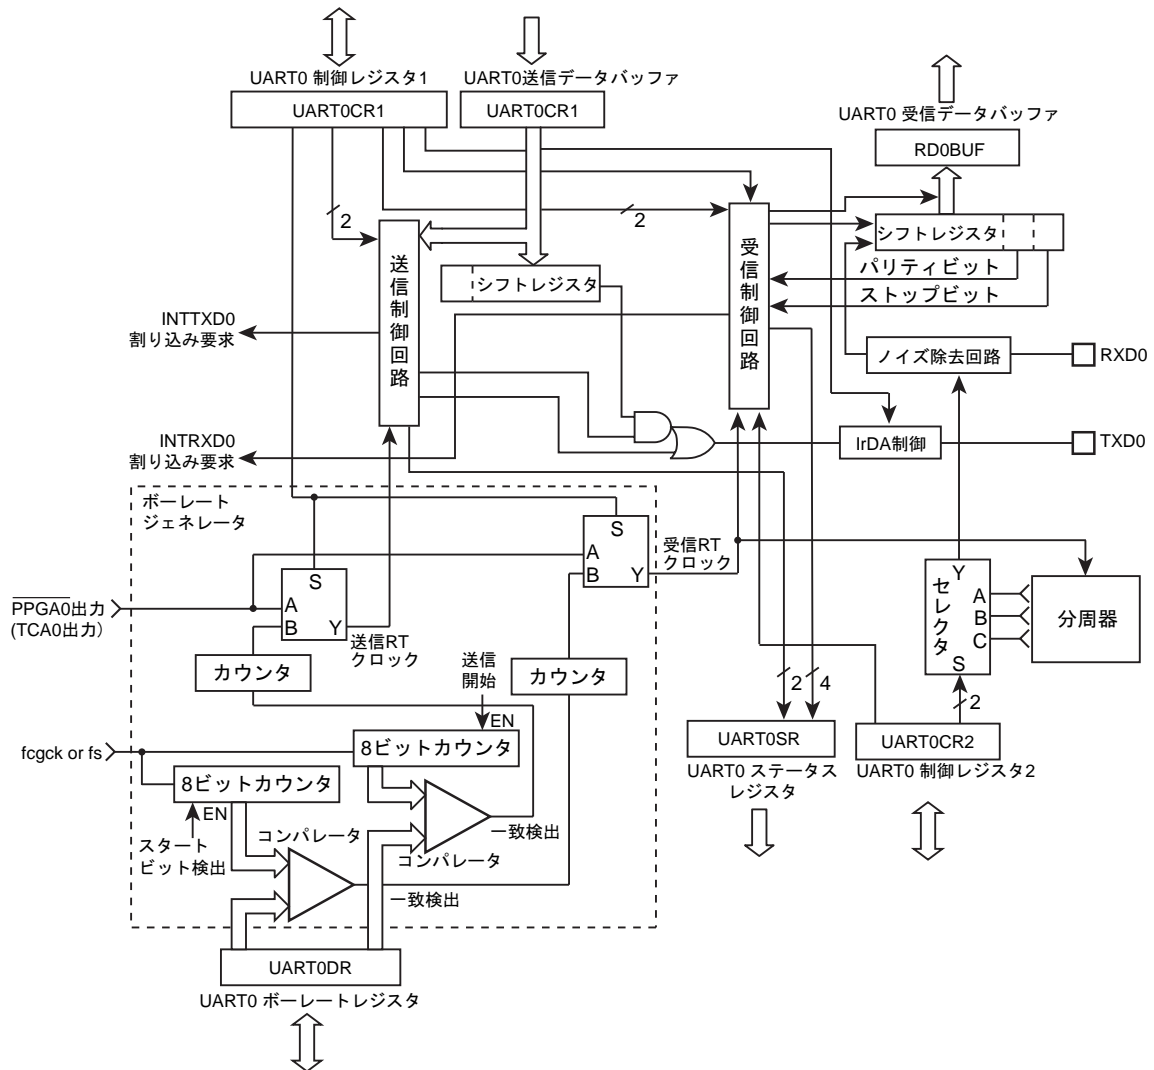 UART0 制御レジスタ1
UART0CR1
UART0送信データバッファ
UART0CR1
UART0 受信データバッファ
RD0BUF
2
2
送信制御回路
シフトレジスタ
受信制御回路
シフトレジスタ
パリティビット
ストップビット
INTTXD0
割り込み要求
ノイズ除去回路
RXD0
INTRXD0
割り込み要求
IrDA制御
TXD0
ボーレート
ジェネレータ
S
A
B
Y
受信RT
クロック
PPGA0出力
(TCA0出力)
S
A
B
Y
送信RT
クロック
Y
セレクタ
A
B
C
S
分周器
カウンタ
送信
開始
EN
カウンタ
2
4
2
fcgck or fs
8ビットカウンタ
8ビットカウンタ
EN
スタート
ビット検出
コンパレータ
一致検出
コンパレータ
一致検出
UART0SR
UART0 ステータス
レジスタ
UART0CR2
UART0 制御レジスタ2
UART0DR
UART0 ボーレートレジスタ